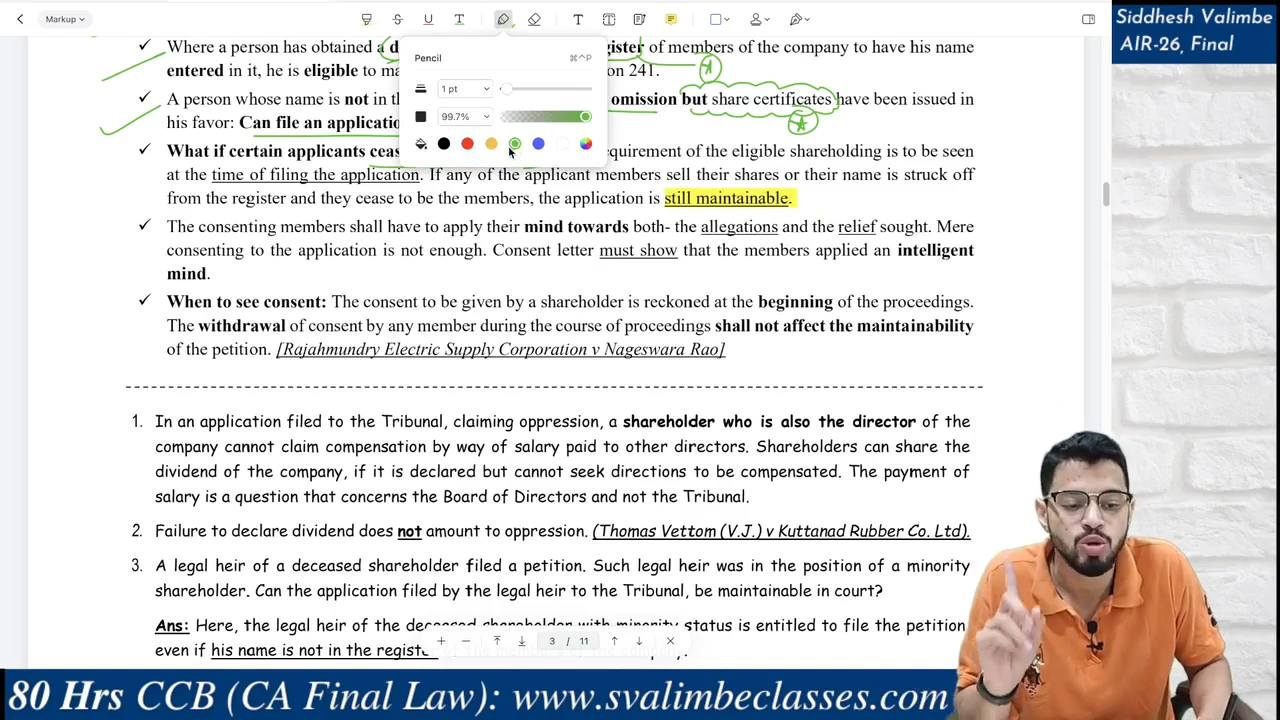 Markup
Siddhesh Valimbe
AIR-26, Final
Where a person has obtained a
of members of the company to have his name
entered in it, he is eligible to
on 241.
A person whose name is not in
omission but share certificates have been issued in
his favor: Can file an
What if certain applicants
requirement of the eligible shareholding is to be seen
at the time of filing the application. If any of the applicant members sell their shares or their name is struck off
from the register and they cease to be the members, the application is still maintainable.
The consenting members shall have to apply their mind towards both- the allegations and the relief sought. Mere
consenting to the application is not enough. Consent letter must show that the members applied an intelligent
mind.
When to see consent: The consent to be given by a shareholder is reckoned at the beginning of the proceedings.
The withdrawal of consent by any member during the course of proceedings shall not affect the maintainability
of the petition. [Rajahmundry Electric Supply Corporation v Nageswara Rao]
Pencil
⌘^P
1 pt
99.7%
1. In an application filed to the Tribunal, claiming oppression, a shareholder who is also the director of the
company cannot claim compensation by way of salary paid to other directors. Shareholders can share the
dividend of the company, if it is declared but cannot seek directions to be compensated. The payment of
salary is a question that concerns the Board of Directors and not the Tribunal.
2. Failure to declare dividend does not amount to oppression. (Thomas Vettom (V.J.) v Kuttanad Rubber Co. Ltd).
3. A legal heir of a deceased shareholder filed a petition. Such legal heir was in the position of a minority
shareholder. Can the application filed by the legal heir to the Tribunal, be maintainable in court?
Ans: Here, the legal heir of the deceased shareholder with minority status is entitled to file the petition
even if his name is not in the
3 / 11
80 Hrs CCB (CA Final Law): www.svalimbeclasses.com